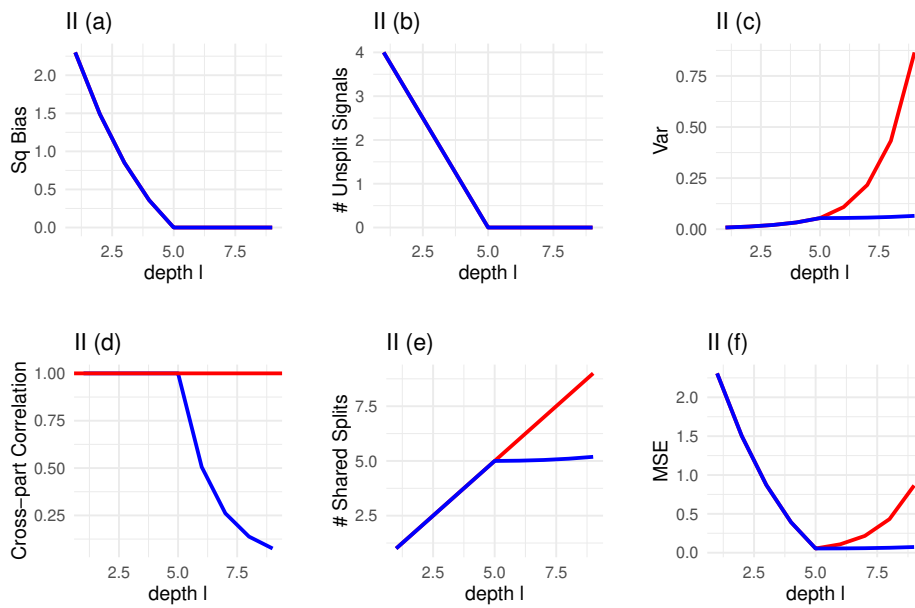 II (a)
Sq Bias
2.0
1.5
1.0
0.5
0.0
2.5
5.0
7.5
depth l
II (b)
# Unsplit Signals
4
3
2
1
0
2.5
5.0
7.5
depth l
II (c)
Var
0.75
0.50
0.25
0.00
2.5
5.0
7.5
depth l
II (d)
Cross-part Correlation
1.00
0.75
0.50
0.25
2.5
5.0
7.5
depth l
II (e)
# Shared Splits
7.5
5.0
2.5
2.5
5.0
7.5
depth l
II (f)
MSE
2.0
1.5
1.0
0.5
0.0
2.5
5.0
7.5
depth l